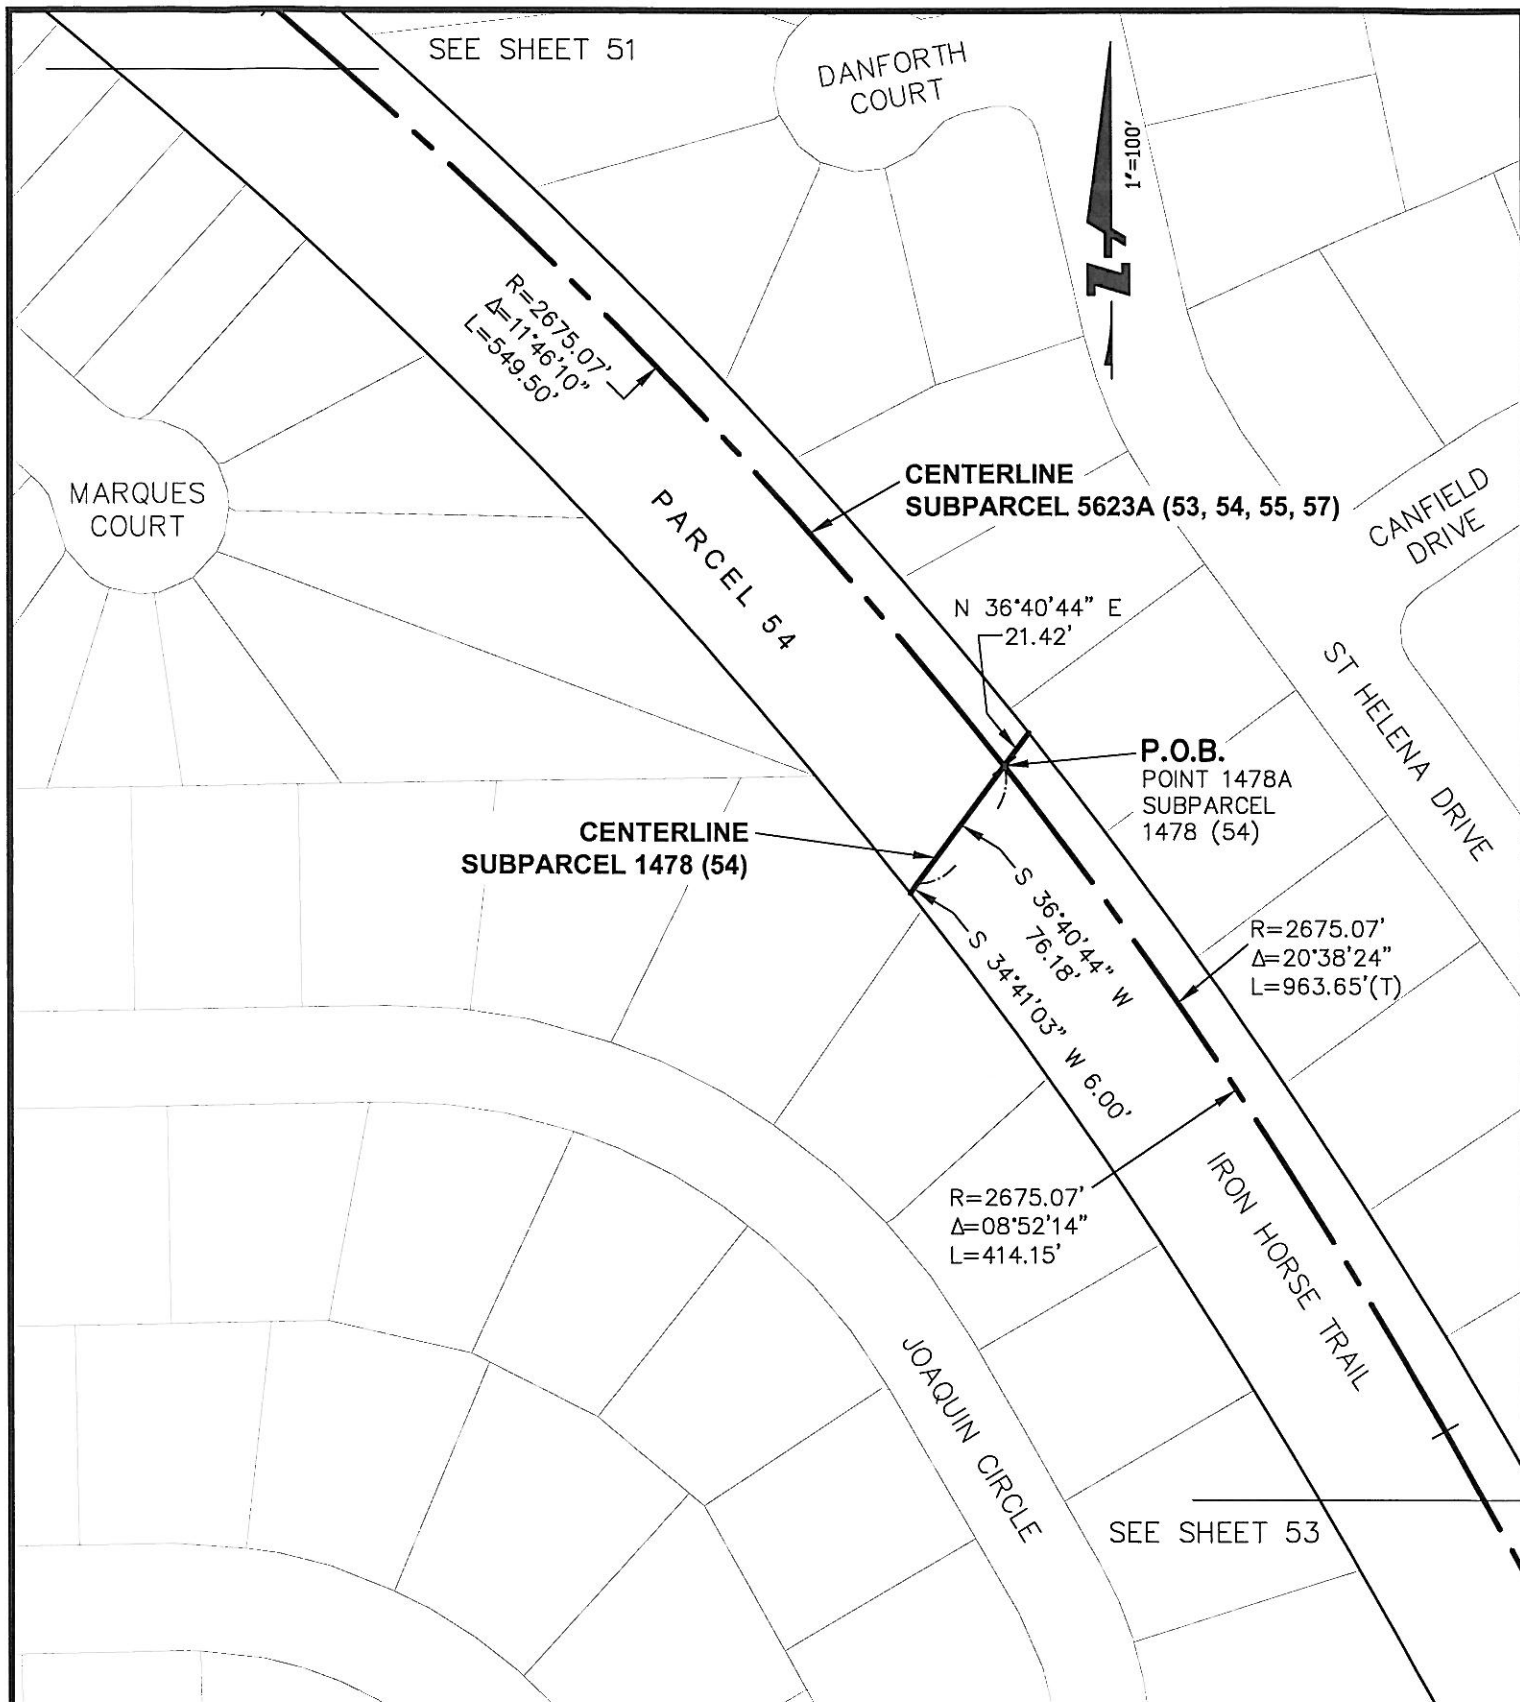 SEE SHEET 51
DANFORTH
COURT
1"=100'
N
R=2675.07'
Δ=11°46'10"
L=549.50'
MARQUES
COURT
PARCEL 54
CENTERLINE
SUBPARCEL 5623A (53, 54, 55, 57)
CANFIELD
DRIVE
N 36°40'44" E
21.42'
ST HELENA DRIVE
P.O.B.
POINT 1478A
SUBPARCEL
1478 (54)
CENTERLINE
SUBPARCEL 1478 (54)
S 36°40'44" W
76.18'
S 34°41'03" W 6.00'
R=2675.07'
Δ=20°38'24"
L=963.65'(T)
R=2675.07'
Δ=08°52'14"
L=414.15'
IRON HORSE TRAIL
JOAQUIN CIRCLE
SEE SHEET 53